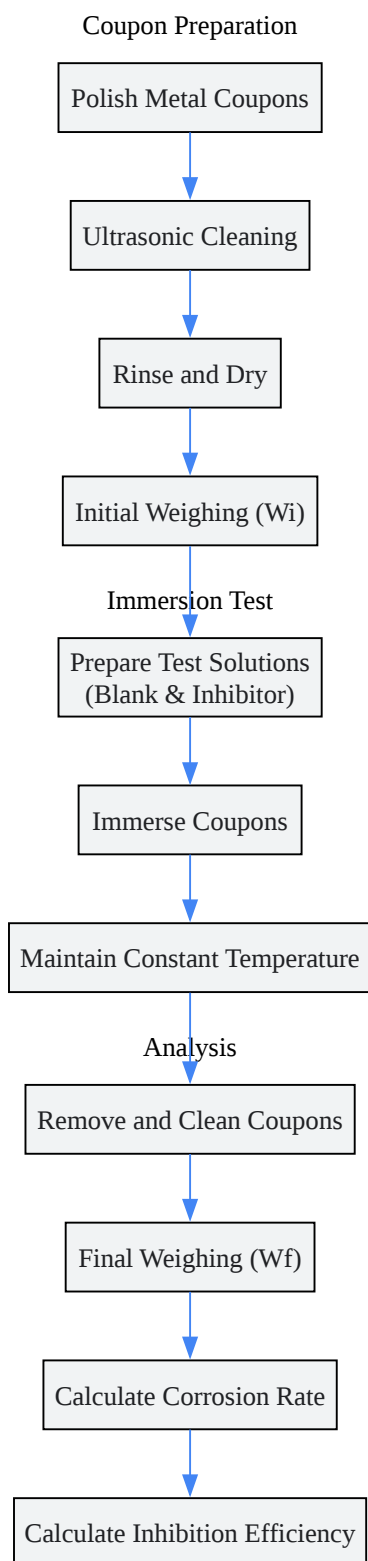 Coupon Preparation
Polish Metal Coupons
Ultrasonic Cleaning
Rinse and Dry
Initial Weighing (Wi)
Immersion Test
Prepare Test Solutions
(Blank & Inhibitor)
Immerse Coupons
Maintain Constant Temperature
Analysis
Remove and Clean Coupons
Final Weighing (Wf)
Calculate Corrosion Rate
Calculate Inhibition Efficiency